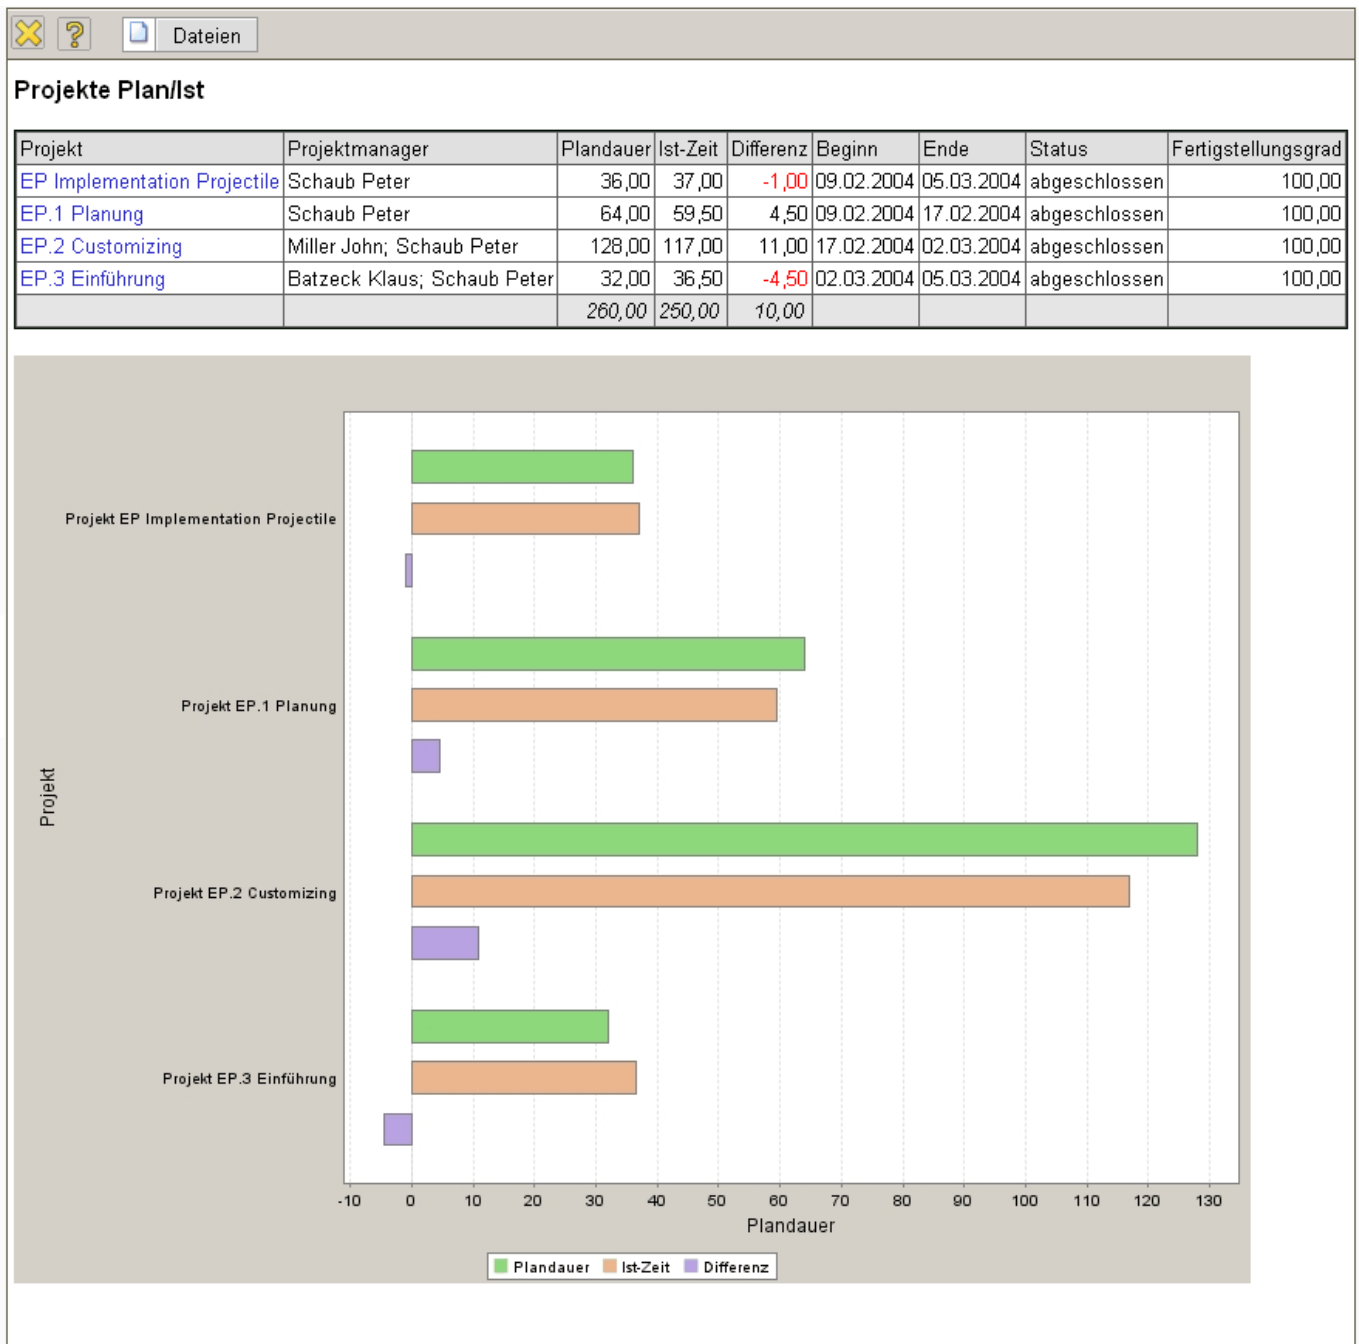 Dateien
Projekte Plan/Ist
Projekt Projektmanager Plandauer Ist-Zeit Differenz Beginn Ende Status Fertigstellungsgrad
EP Implementation Projectile Schaub Peter 36,00 37,00 -1,00 09.02.2004 05.03.2004 abgeschlossen 100,00
EP.1 Planung Schaub Peter 64,00 59,50 4,50 09.02.2004 17.02.2004 abgeschlossen 100,00
EP.2 Customizing Miller John; Schaub Peter 128,00 117,00 11,00 17.02.2004 02.03.2004 abgeschlossen 100,00
EP.3 Einführung Batzeck Klaus; Schaub Peter 32,00 36,50 -4,50 02.03.2004 05.03.2004 abgeschlossen 100,00
260,00 250,00 10,00
Projekt EP Implementation Projectile
Projekt EP.1 Planung
Projekt
Projekt EP.2 Customizing
Projekt EP.3 Einführung
-10 0 10 20 30 40 50 60 70 80 90 100 110 120 130
Plandauer
Plandauer Ist-Zeit Differenz